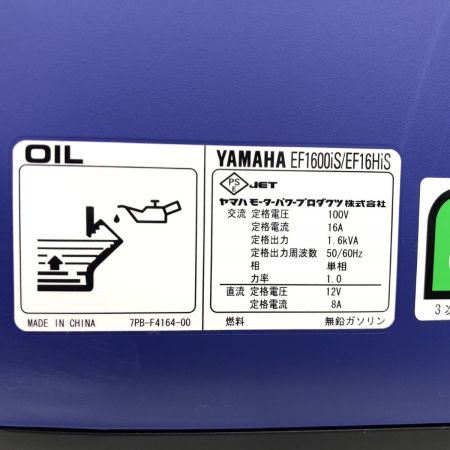 OIL
MADE IN CHINA 7PB-F4164-00
YAMAHA EF1600iS/EF16HiS
PS
E JET
ヤマハモーターパワープロダクツ株式会社
交流 定格電圧 100V
定格電流 16A
定格出力 1.6kVA
定格出力周波数 50/60Hz
相 単相
力率 1.0
直流 定格電圧 12V
定格電流 8A
燃料 無鉛ガソリン
3